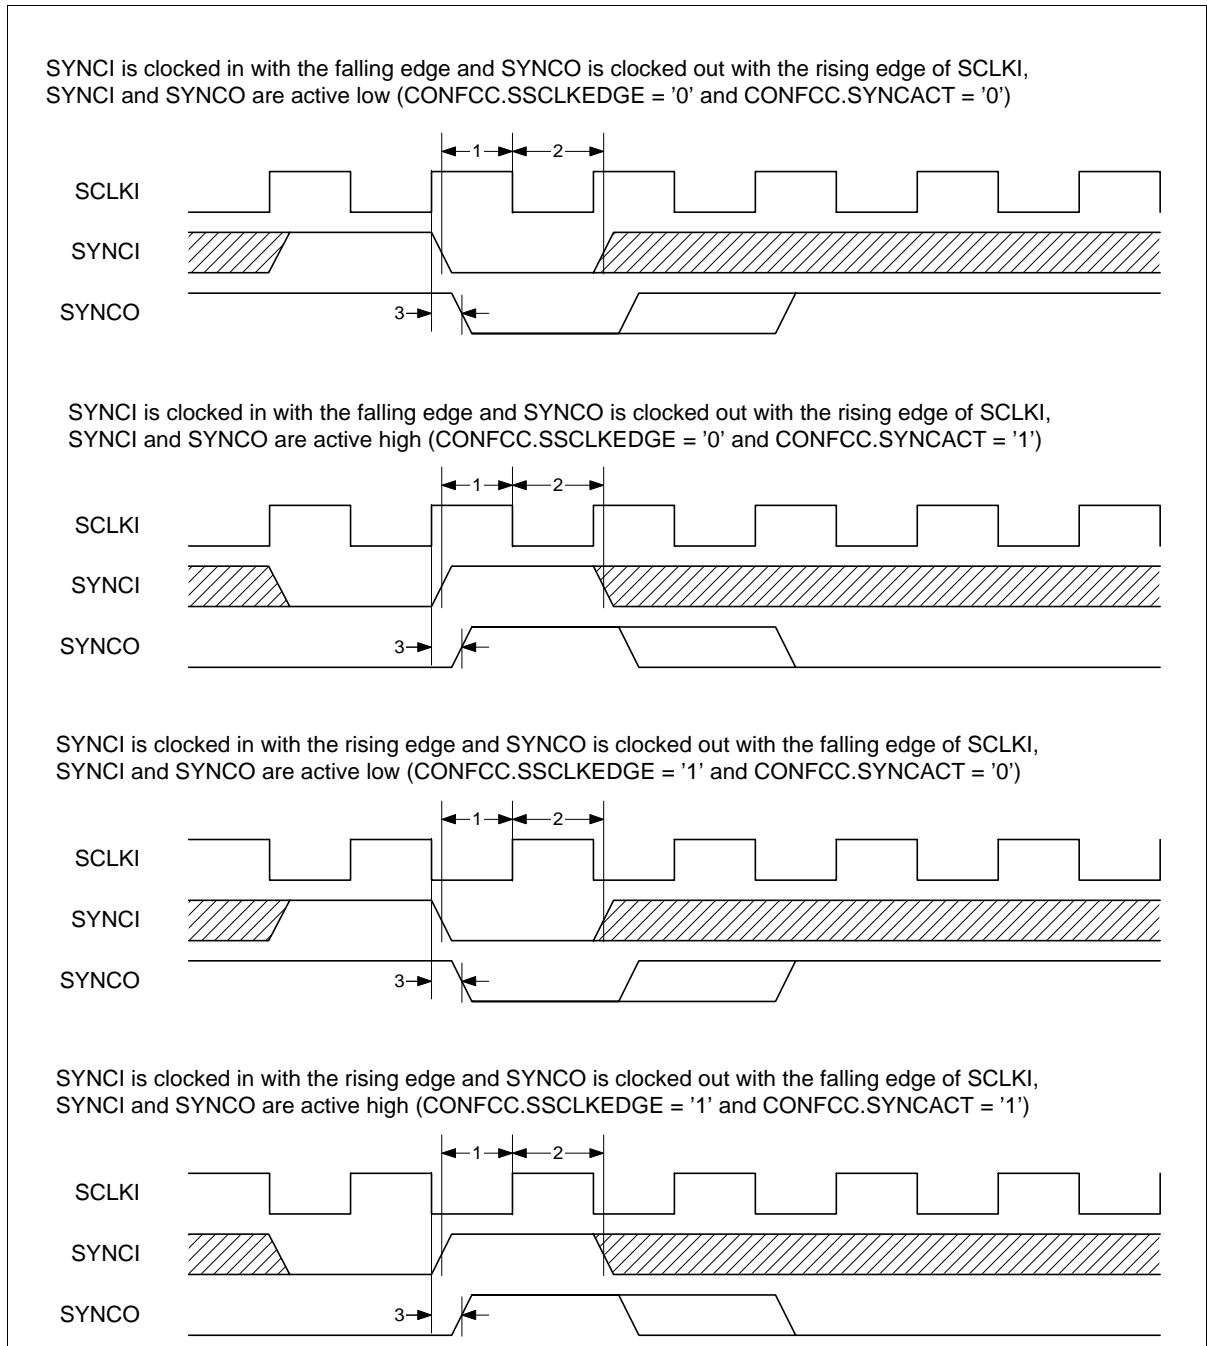 SYNCI is clocked in with the falling edge and SYNCO is clocked out with the rising edge of SCLKI,
SYNCI and SYNCO are active low (CONFCC.SSCLKEDGE = '0' and CONFCC.SYNCACT = '0')
1 2
SCLKI
SYNCI
SYNCO
3
SYNCI is clocked in with the falling edge and SYNCO is clocked out with the rising edge of SCLKI,
SYNCI and SYNCO are active high (CONFCC.SSCLKEDGE = '0' and CONFCC.SYNCACT = '1')
1 2
SCLKI
SYNCI
SYNCO
3
SYNCI is clocked in with the rising edge and SYNCO is clocked out with the falling edge of SCLKI,
SYNCI and SYNCO are active low (CONFCC.SSCLKEDGE = '1' and CONFCC.SYNCACT = '0')
1 2
SCLKI
SYNCI
SYNCO
3
SYNCI is clocked in with the rising edge and SYNCO is clocked out with the falling edge of SCLKI,
SYNCI and SYNCO are active high (CONFCC.SSCLKEDGE = '1' and CONFCC.SYNCACT = '1')
1 2
SCLKI
SYNCI
SYNCO
3